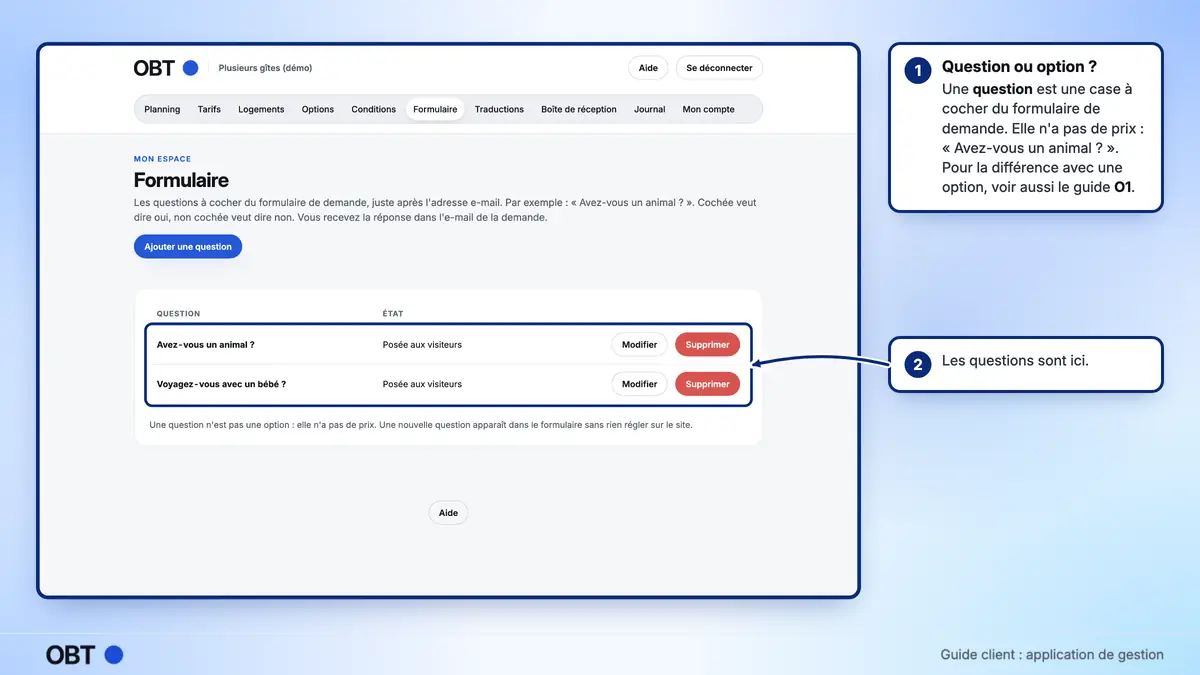 OBT
Plusieurs gîtes (démo)
Aide
Se déconnecter
Planning
Tarifs
Logements
Options
Conditions
Formulaire
Traductions
Boîte de réception
Journal
Mon compte
MON ESPACE
Formulaire
Les questions à cocher du formulaire de demande, juste après l'adresse e-mail. Par exemple : « Avez-vous un animal ? ». Cochée veut
dire oui, non cochée veut dire non. Vous recevez la réponse dans l'e-mail de la demande.
Ajouter une question
QUESTION
ÉTAT
Avez-vous un animal ?
Posée aux visiteurs
Modifier
Supprimer
Voyagez-vous avec un bébé ?
Posée aux visiteurs
Modifier
Supprimer
Une question n'est pas une option : elle n'a pas de prix. Une nouvelle question apparaît dans le formulaire sans rien régler sur le site.
Aide
1
Question ou option ?
Une question est une case à
cocher du formulaire de
demande. Elle n'a pas de prix :
« Avez-vous un animal ? ».
Pour la différence avec une
option, voir aussi le guide O1.
2
Les questions sont ici.
OBT
Guide client : application de gestion